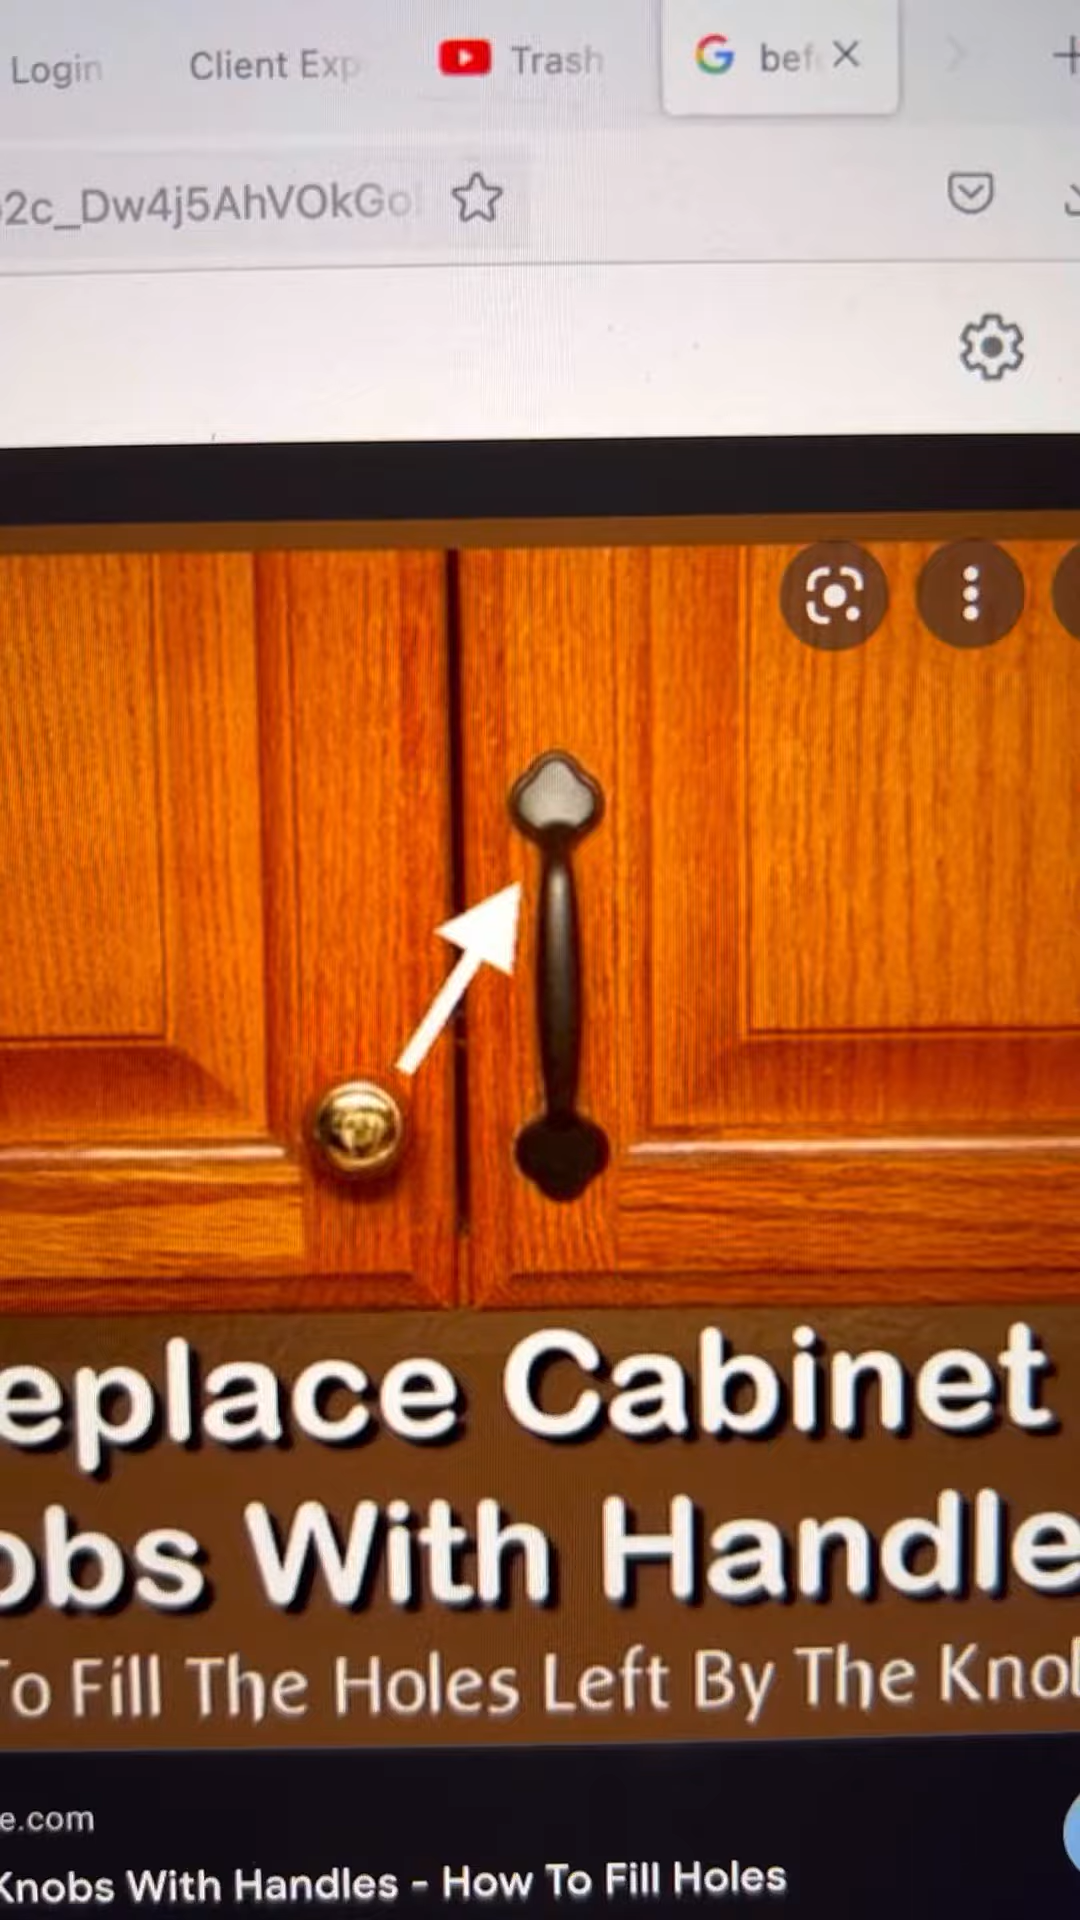 Login Client Exp Trash bef
2c_Dw4j5AhVOkGo
eplace Cabinet
obs With Handle
To Fill The Holes Left By The Knol
e.com
Knobs With Handles - How To Fill Holes